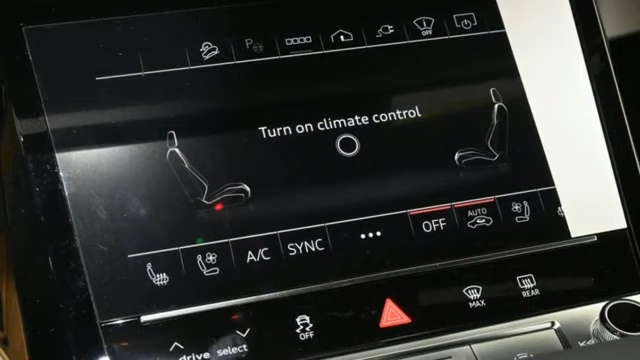 P
OFF
Turn on climate control
A/C
SYNC
•••
OFF
AUTO
MAX
REAR
OFF
drive select